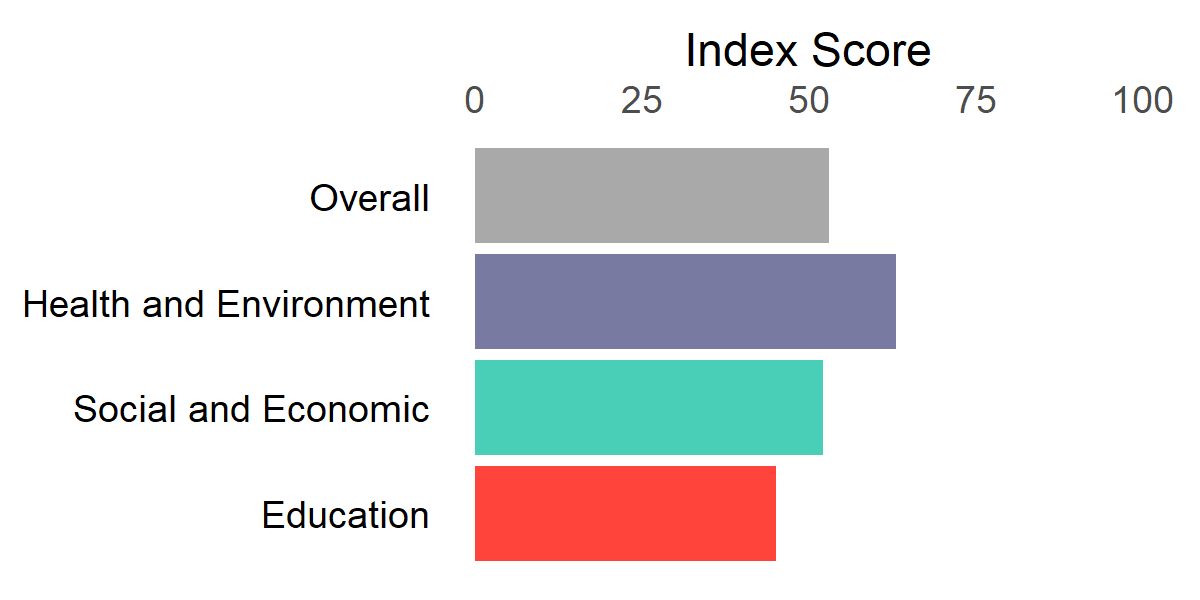 Index Score
0 25 50 75 100
Overall
Health and Environment
Social and Economic
Education